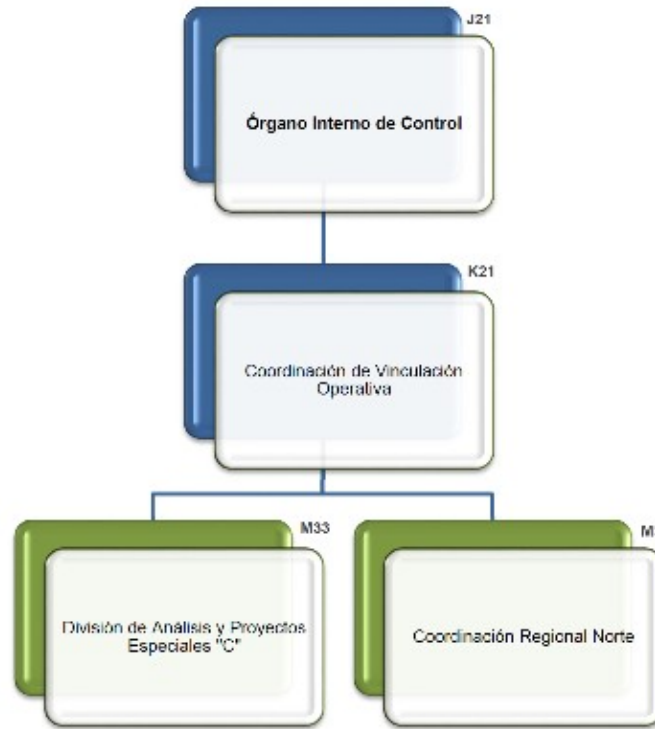 J21
Órgano Interno de Control
K21
Coordinación de Vinculación
Operativa
M33
División de Análisis y Proyectos
Especiales "C"
Coordinación Regional Norte